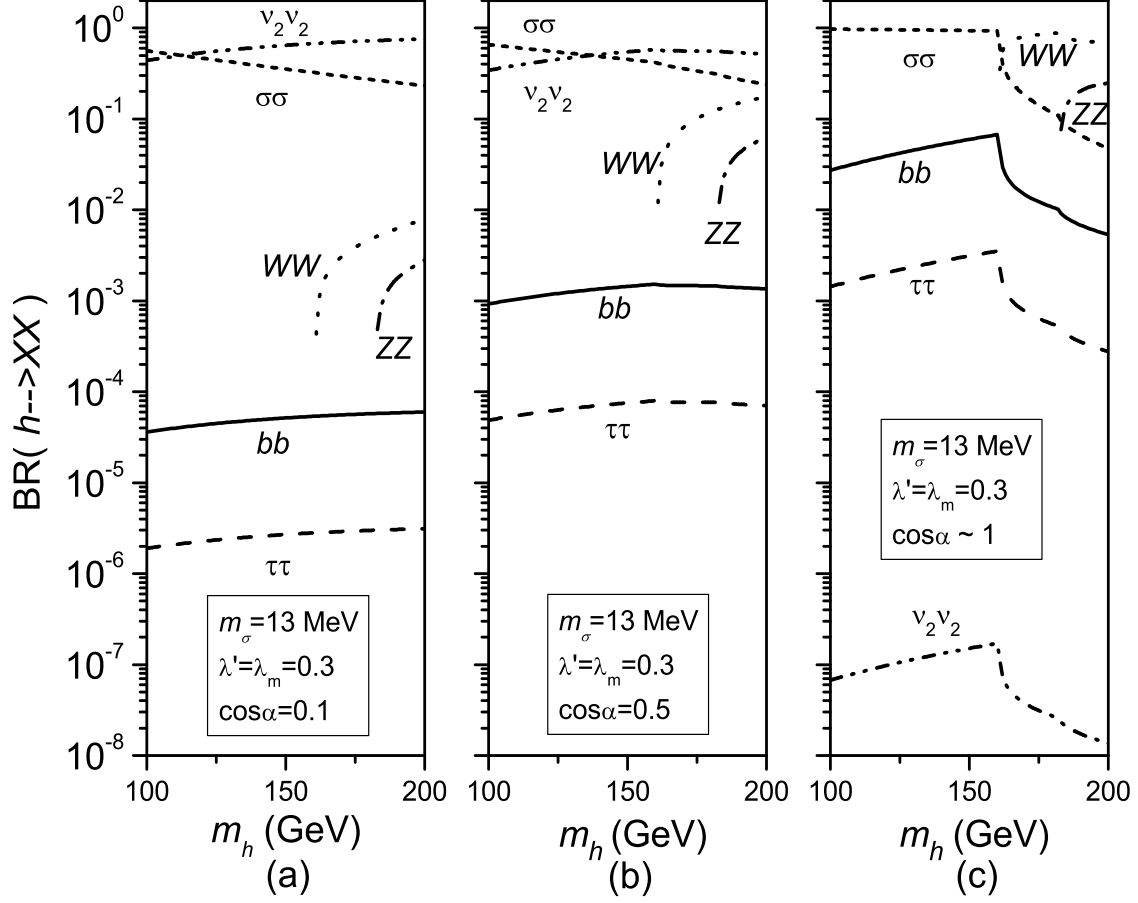 BR( h-->XX)
10^0
10^-1
10^-2
10^-3
10^-4
10^-5
10^-6
10^-7
10^-8
ν₂ν₂
σσ
WW
ZZ
bb
ττ
m_σ=13 MeV
λ'=λ_m=0.3
cosα=0.1
100 150 200
m_h (GeV)
(a)
σσ
ν₂ν₂
WW
ZZ
bb
ττ
m_σ=13 MeV
λ'=λ_m=0.3
cosα=0.5
100 150 200
m_h (GeV)
(b)
σσ
WW
ZZ
bb
ττ
m_σ=13 MeV
λ'=λ_m=0.3
cosα ~ 1
ν₂ν₂
100 150 200
m_h (GeV)
(c)